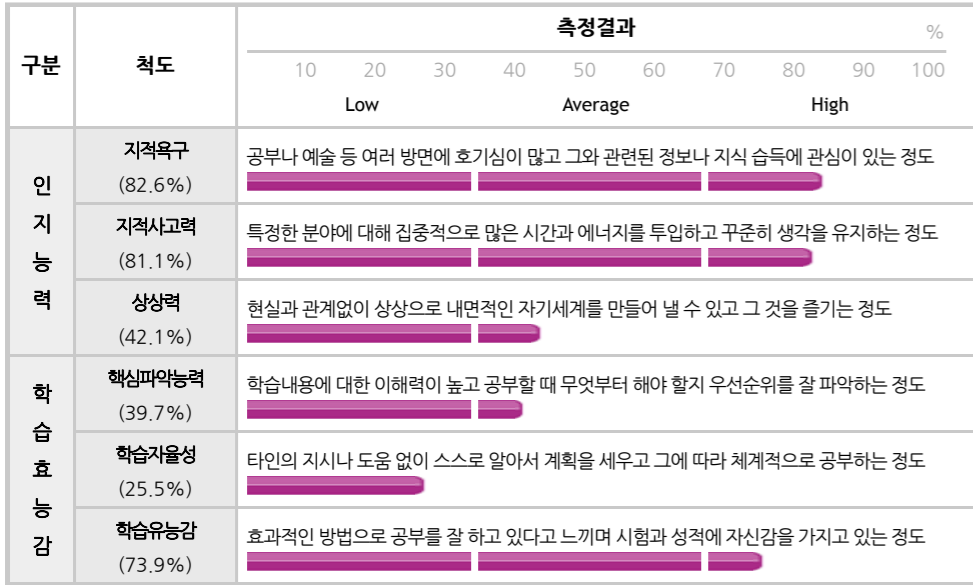 구분
척도
측정결과
%
10 20 30 40 50 60 70 80 90 100
Low Average High
인지능력
지적욕구
(82.6%)
공부나 예술 등 여러 방면에 호기심이 많고 그와 관련된 정보나 지식 습득에 관심이 있는 정도
지적사고력
(81.1%)
특정한 분야에 대해 집중적으로 많은 시간과 에너지를 투입하고 꾸준히 생각을 유지하는 정도
상상력
(42.1%)
현실과 관계없이 상상으로 내면적인 자기세계를 만들어 낼 수 있고 그 것을 즐기는 정도
학습효능감
핵심파악능력
(39.7%)
학습내용에 대한 이해력이 높고 공부할 때 무엇부터 해야 할지 우선순위를 잘 파악하는 정도
학습자율성
(25.5%)
타인의 지시나 도움 없이 스스로 알아서 계획을 세우고 그에 따라 체계적으로 공부하는 정도
학습유능감
(73.9%)
효과적인 방법으로 공부를 잘 하고 있다고 느끼며 시험과 성적에 자신감을 가지고 있는 정도